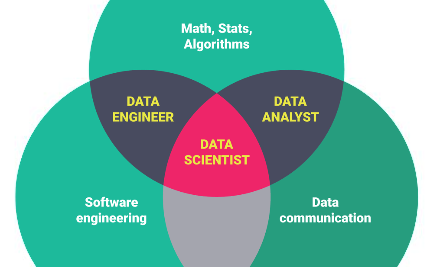 Math, Stats,
Algorithms
DATA
ENGINEER
DATA
ANALYST
DATA
SCIENTIST
Software
engineering
Data
communication